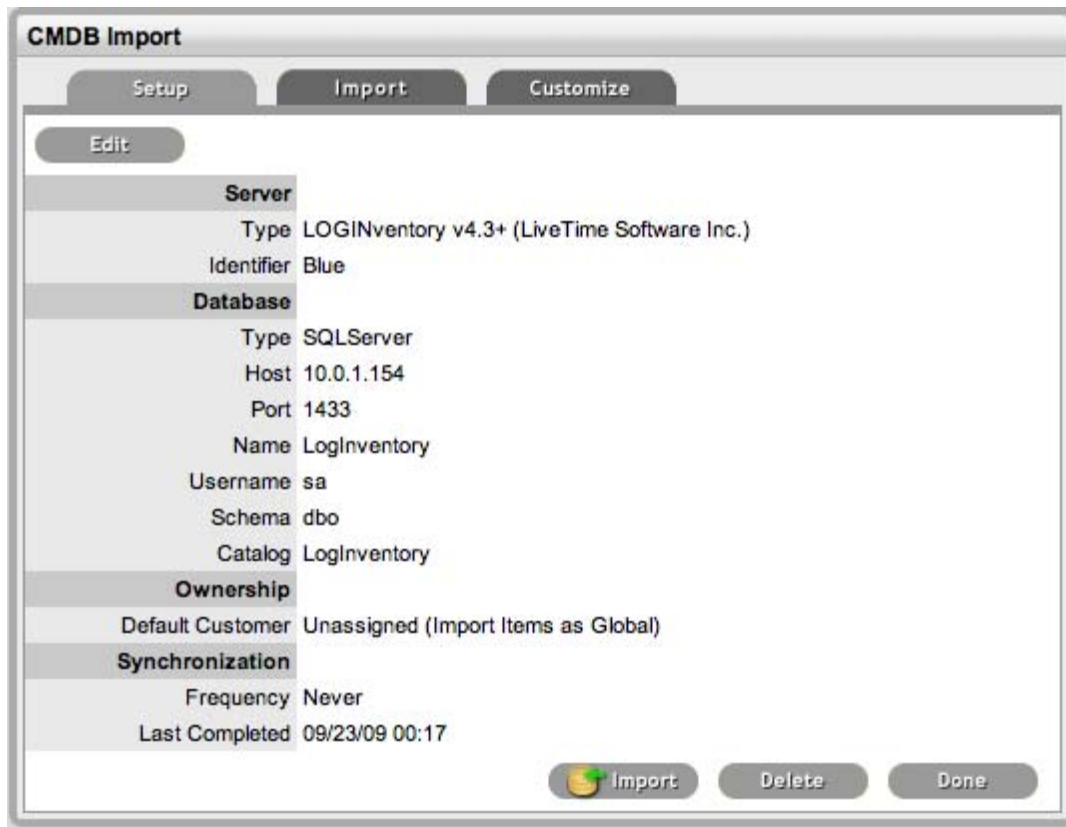 CMDB Import
Setup Import Customize
Edit
Server
Type LOGINventory v4.3+ (LiveTime Software Inc.)
Identifier Blue
Database
Type SQLServer
Host 10.0.1.154
Port 1433
Name LogInventory
Username sa
Schema dbo
Catalog LogInventory
Ownership
Default Customer Unassigned (Import Items as Global)
Synchronization
Frequency Never
Last Completed 09/23/09 00:17
Import Delete Done